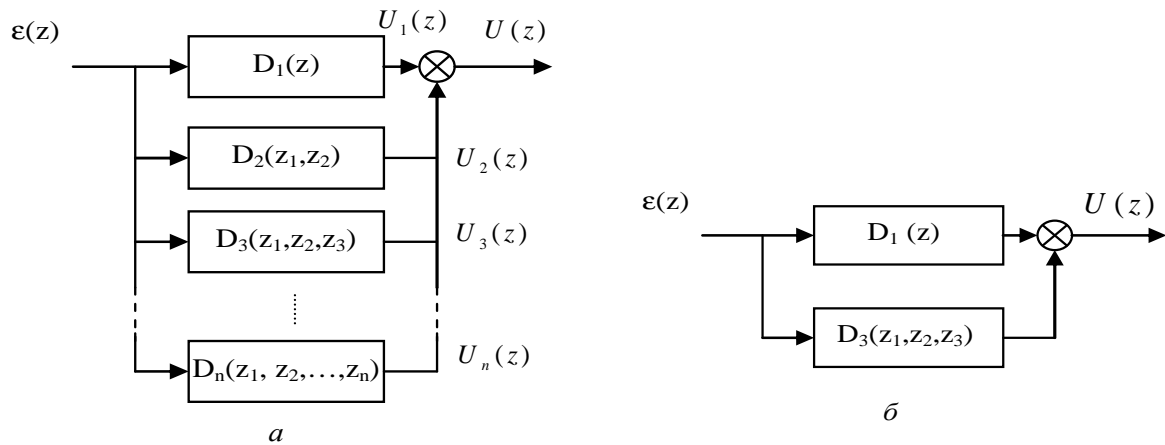 ε(z)
U₁(z)
U(z)
D₁(z)
D₂(z₁,z₂)
U₂(z)
D₃(z₁,z₂,z₃)
U₃(z)
Dₙ(z₁, z₂,…,zₙ)
Uₙ(z)
а
ε(z)
U(z)
D₁ (z)
D₃(z₁,z₂,z₃)
б